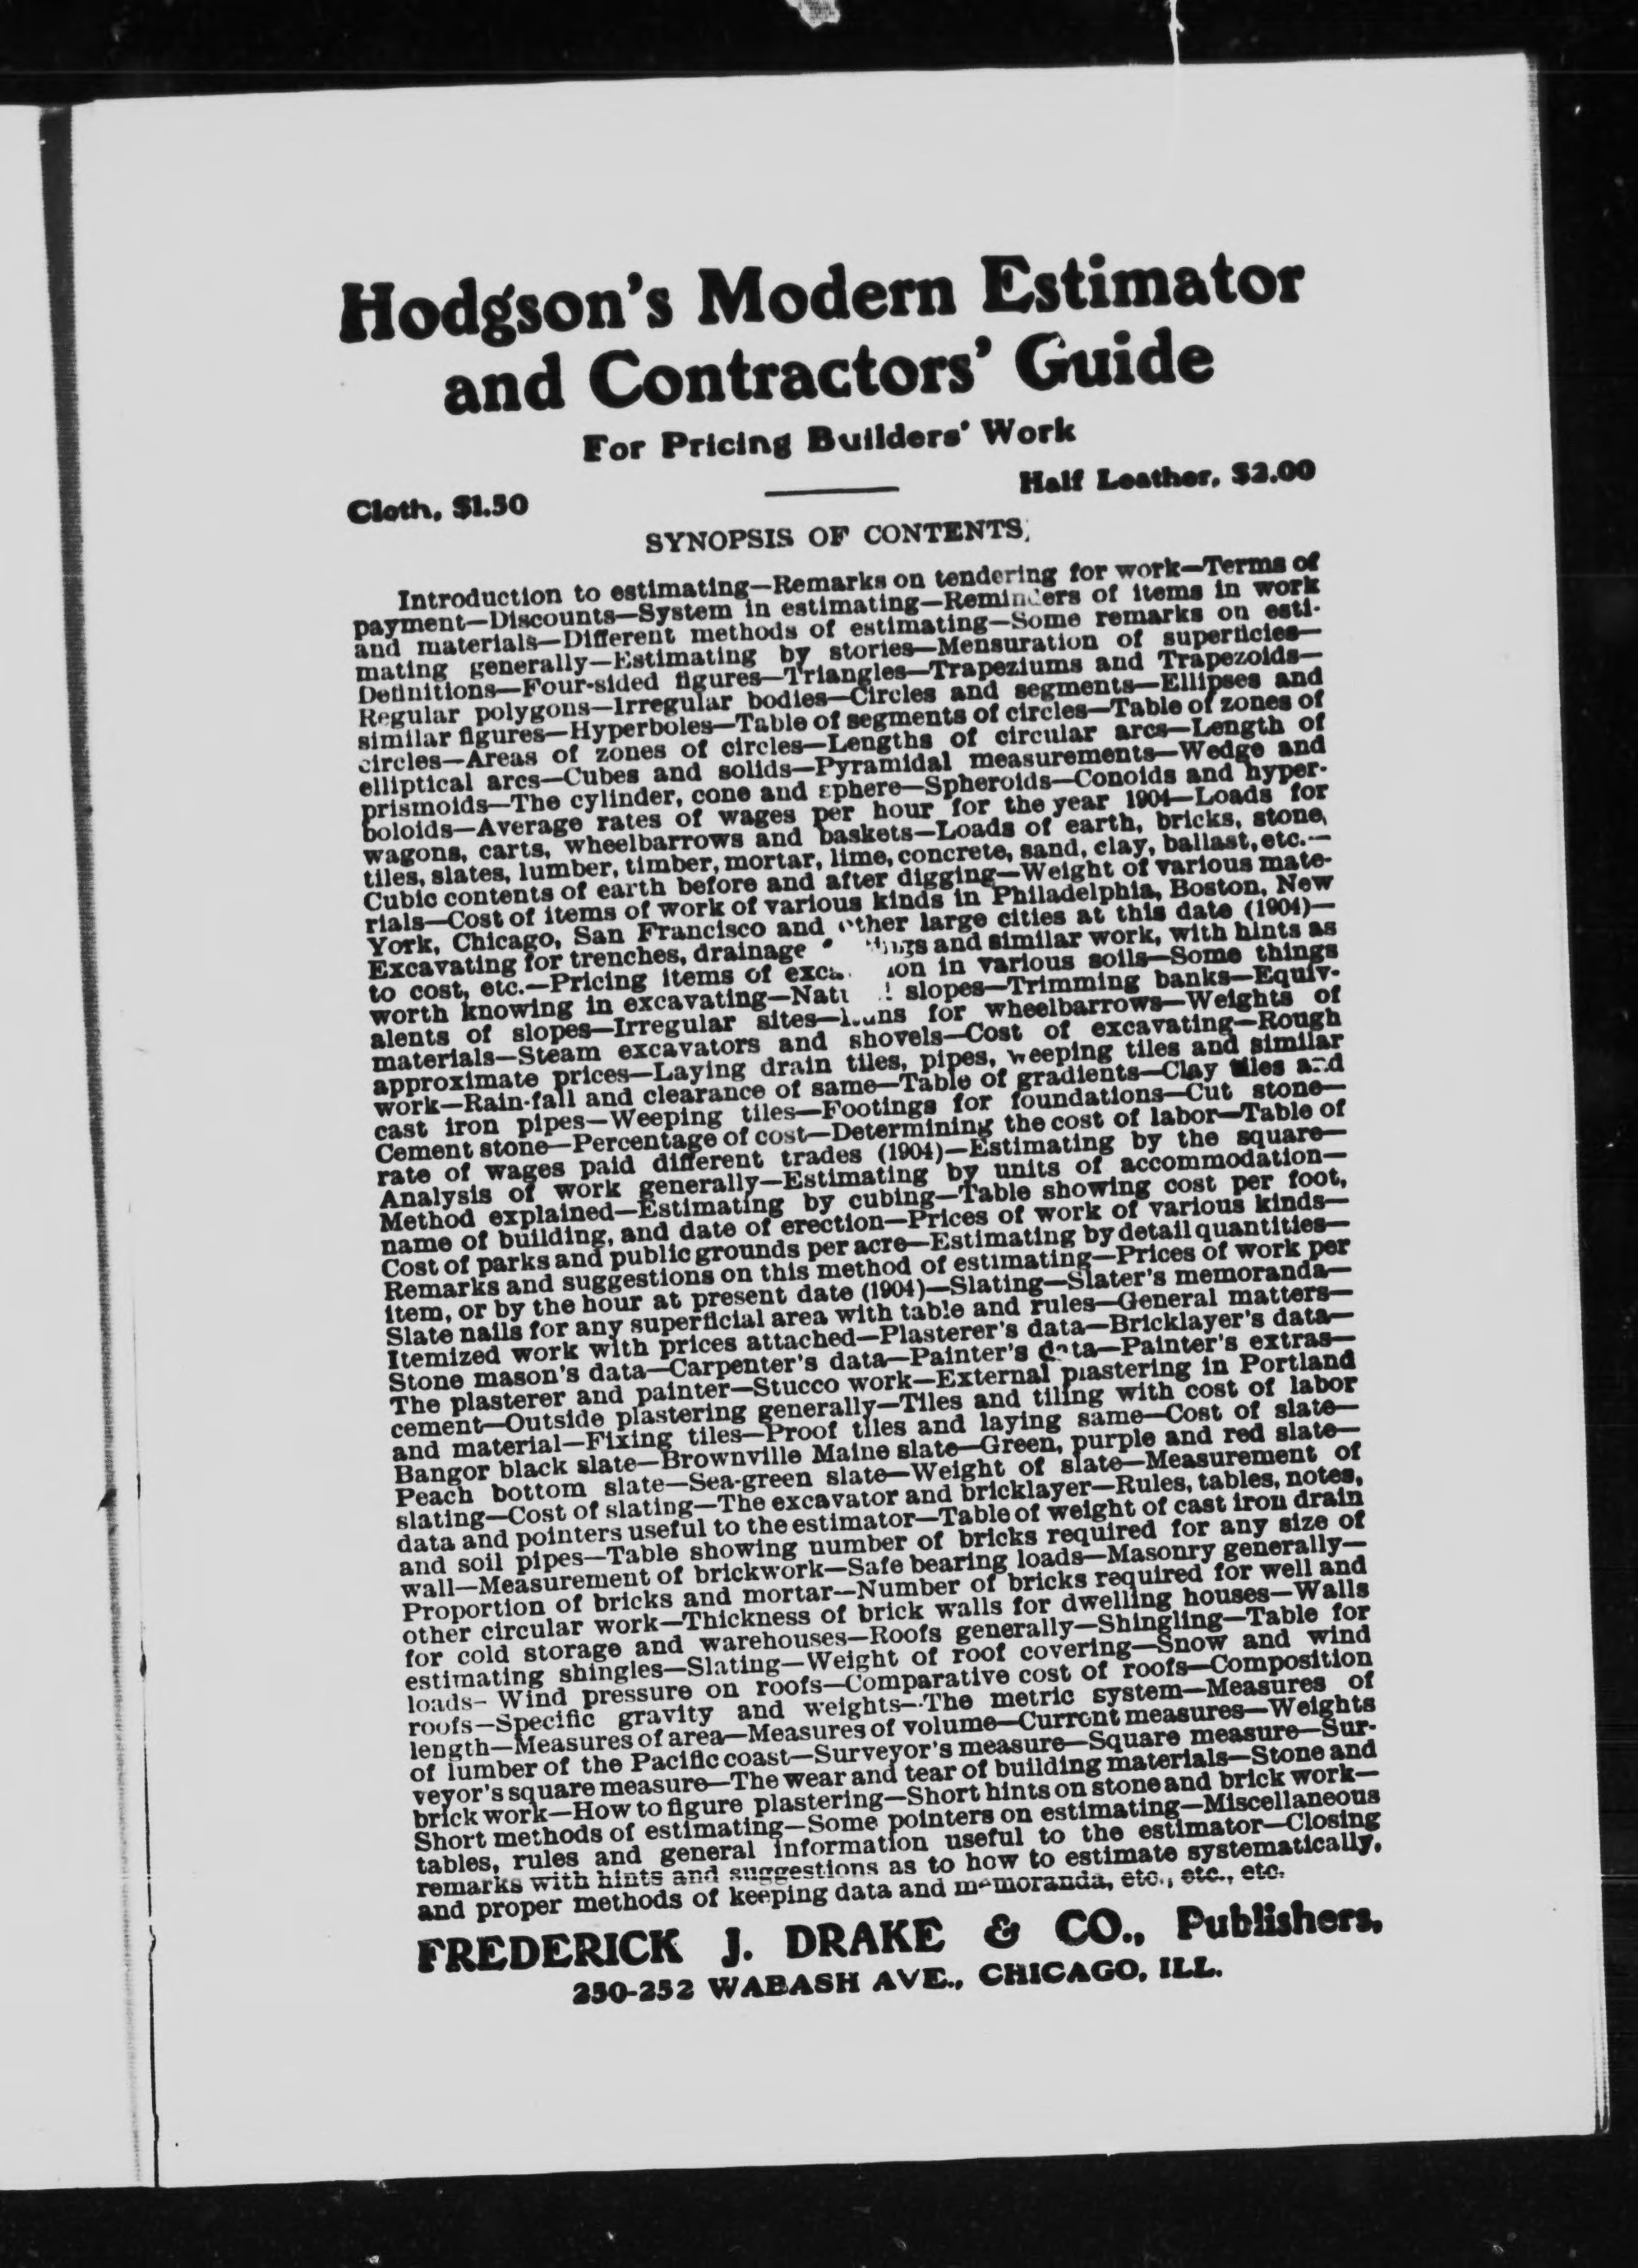 Hodgson's Modern Estimator
and Contractors' Guide
For Pricing Builders' Work
Cloth, $1.50
Half Leather, $2.00
SYNOPSIS OF CONTENTS.
Introduction to estimating—Remarks on tendering for work—Terms of
payment—Discounts—System in estimating—Reminders of items in work
and materials—Different methods of estimating—Some remarks on esti-
mating generally—Estimating by stories—Mensuration of superficies—
Definitions—Four-sided figures—Triangles—Trapeziums and Trapezoids—
Regular polygons—Irregular bodies—Circles and segments—Ellipses and
similar figures—Hyperboles—Table of segments of circles—Table of zones of
circles—Areas of zones of circles—Lengths of circular arcs—Length of
elliptical arcs—Cubes and solids—Pyramidal measurements—Wedge and
prismoids—The cylinder, cone and sphere—Spheroids—Conoids and hyper-
boloids—Average rates of wages per hour for the year 1904—Loads for
wagons, carts, wheelbarrows and baskets—Loads of earth, bricks, stone,
tiles, slates, lumber, timber, mortar, lime, concrete, sand, clay, ballast, etc.—
Cubic contents of earth before and after digging—Weight of various mate-
rials—Cost of items of work of various kinds in Philadelphia, Boston, New
York, Chicago, San Francisco and other large cities at this date (1904)—
Excavating for trenches, drainage and similar work, with hints as
to cost, etc.—Pricing items of in various soils—Some things
worth knowing in excavating— slopes—Trimming banks—Equiv-
alents of slopes—Irregular sites— for wheelbarrows—Weights of
materials—Steam excavators and shovels—Cost of excavating—Rough
approximate prices—Laying drain tiles, pipes, weeping tiles and similar
work—Rain-fall and clearance of same—Table of gradients—Clay tiles and
cast iron pipes—Weeping tiles—Footings for foundations—Cut stone—
Cement stone—Percentage of cost—Determining the cost of labor—Table of
rate of wages paid different trades (1904)—Estimating by the square—
Analysis of work generally—Estimating by units of accommodation—
Method explained—Estimating by cubing—Table showing cost per foot,
name of building, and date of erection—Prices of work of various kinds—
Cost of parks and public grounds per acre—Estimating by detail quantities—
Remarks and suggestions on this method of estimating—Prices of work per
item, or by the hour at present date (1904)—Slating—Slater's memoranda—
Slate nails for any superficial area with table and rules—General matters—
Itemized work with prices attached—Plasterer's data—Bricklayer's data—
Stone mason's data—Carpenter's data—Painter's data—Painter's extras—
The plasterer and painter—Stucco work—External plastering in Portland
cement—Outside plastering generally—Tiles and tiling with cost of labor
and material—Fixing tiles—Proof tiles and laying same—Cost of slate—
Bangor black slate—Brownville Maine slate—Green, purple and red slate—
Peach bottom slate—Sea-green slate—Weight of slate—Measurement of
slating—Cost of slating—The excavator and bricklayer—Rules, tables, notes,
data and pointers useful to the estimator—Table of weight of cast iron drain
and soil pipes—Table showing number of bricks required for any size of
wall—Measurement of brickwork—Safe bearing loads—Masonry generally—
Proportion of bricks and mortar—Number of bricks required for well and
other circular work—Thickness of brick walls for dwelling houses—Walls
for cold storage and warehouses—Roofs generally—Shingling—Table for
estimating shingles—Slating—Weight of roof covering—Snow and wind
loads—Wind pressure on roofs—Comparative cost of roofs—Composition
roofs—Specific gravity and weights—The metric system—Measures of
length—Measures of area—Measures of volume—Current measures—Weights
of lumber of the Pacific coast—Surveyor's measure—Square measure—Sur-
veyor's square measure—The wear and tear of building materials—Stone and
brick work—How to figure plastering—Short hints on stone and brick work—
Short methods of estimating—Some pointers on estimating—Miscellaneous
tables, rules and general information useful to the estimator—Closing
remarks with hints and suggestions as to how to estimate systematically,
and proper methods of keeping data and memoranda, etc., etc., etc.
FREDERICK J. DRAKE & CO., Publishers,
250-252 WABASH AVE., CHICAGO, ILL.